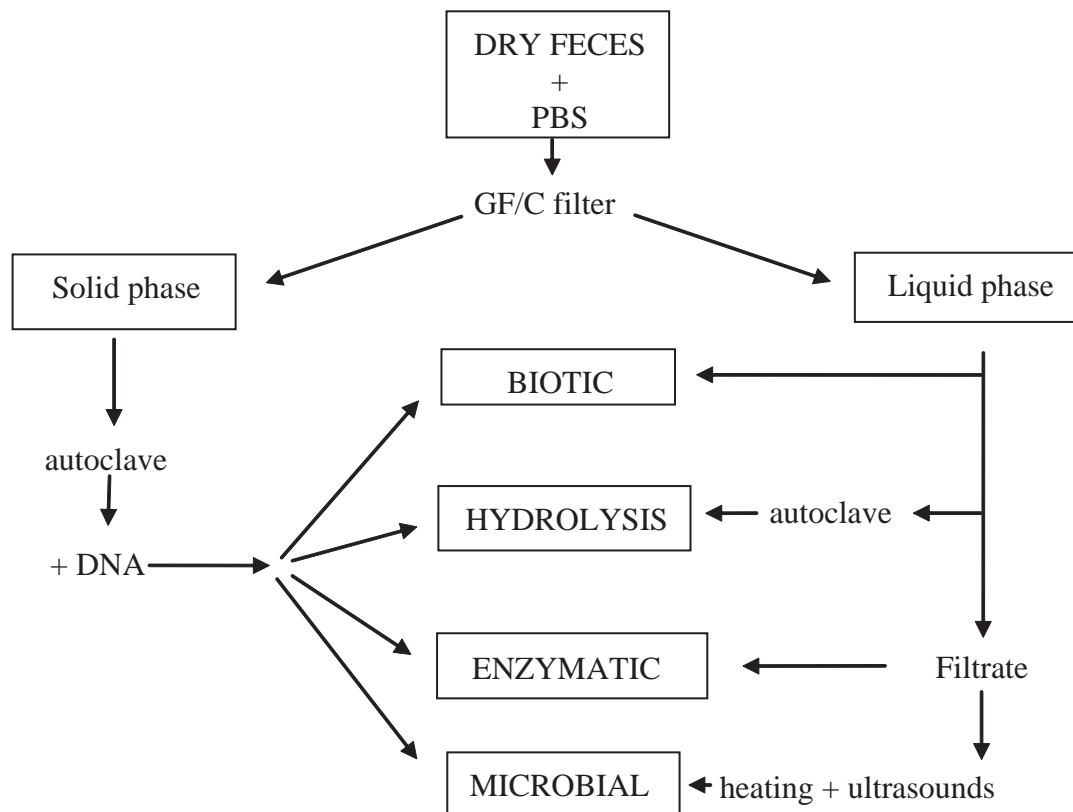 DRY FECES
+
PBS
GF/C filter
Solid phase
Liquid phase
BIOTIC
autoclave
HYDROLYSIS
autoclave
+ DNA
ENZYMATIC
Filtrate
MICROBIAL
heating + ultrasounds